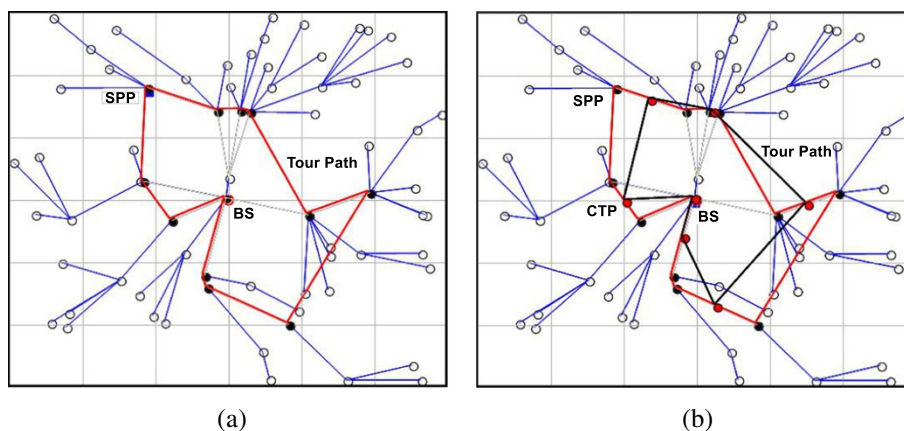 SPP
Tour Path
BS
(a)
SPP
Tour Path
CTP
BS
(b)